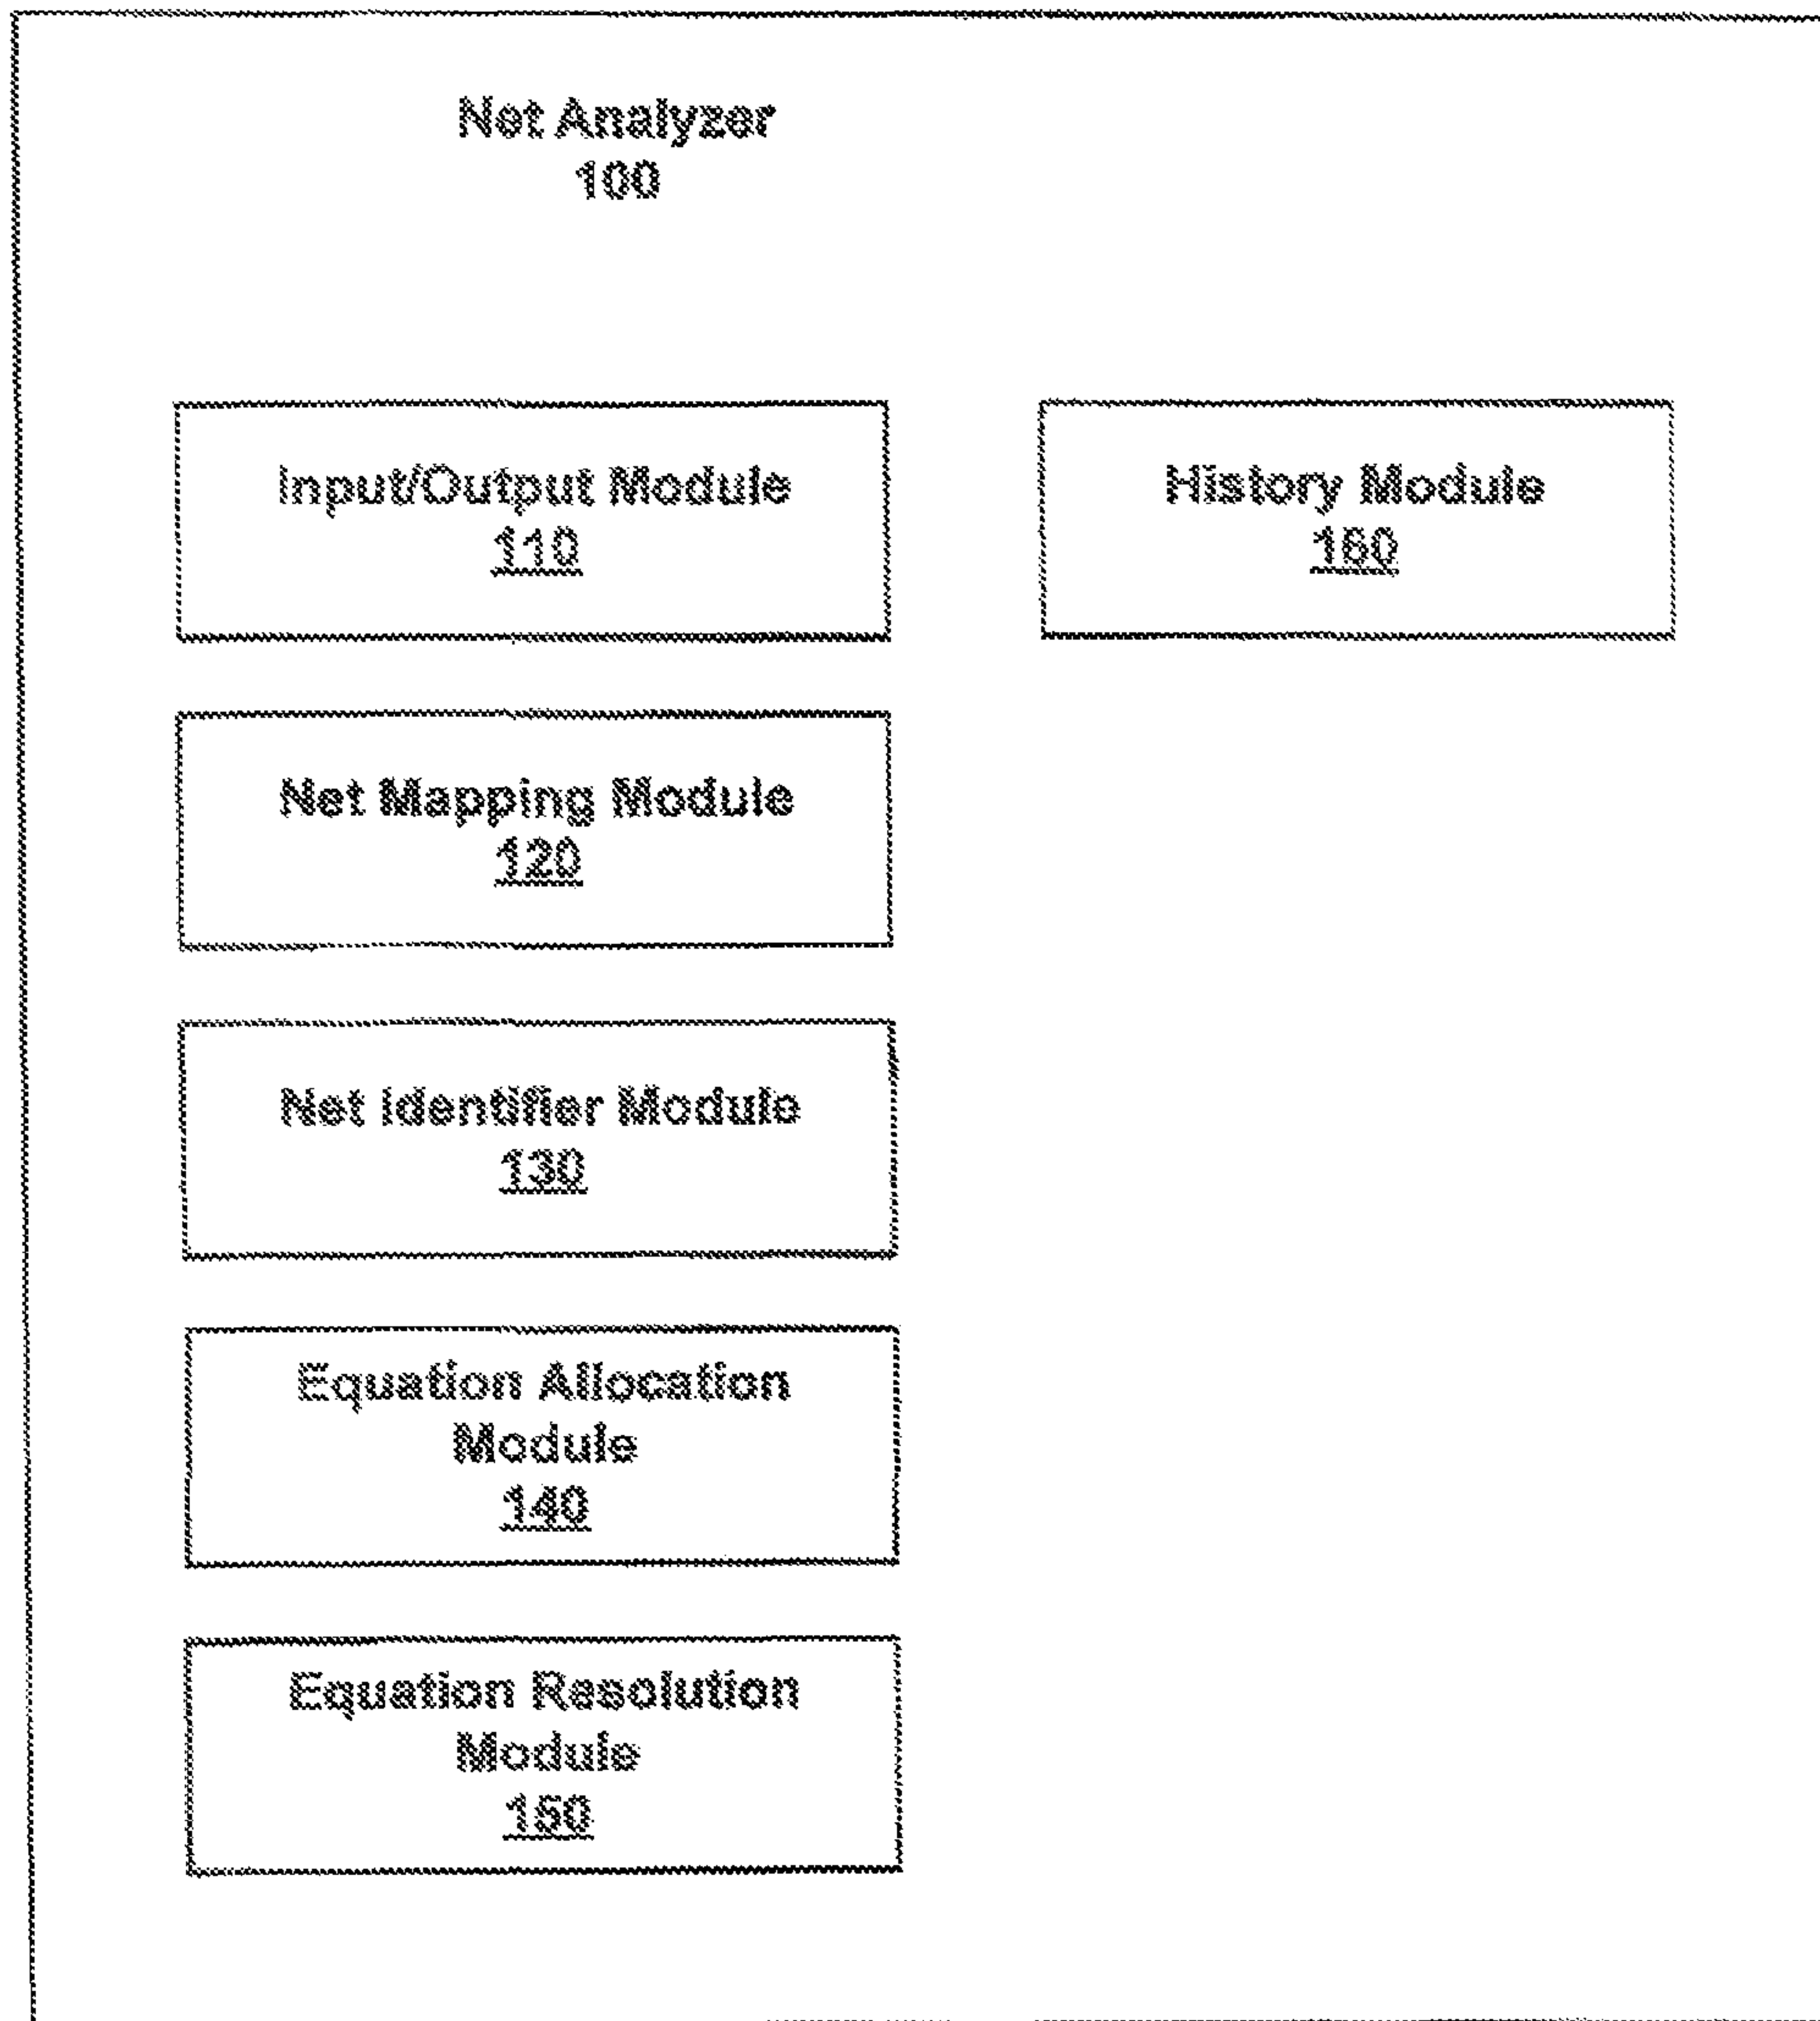 Net Analyzer
100
Input/Output Module
110
History Module
160
Net Mapping Module
120
Net Identifier Module
130
Equation Allocation
Module
140
Equation Resolution
Module
150